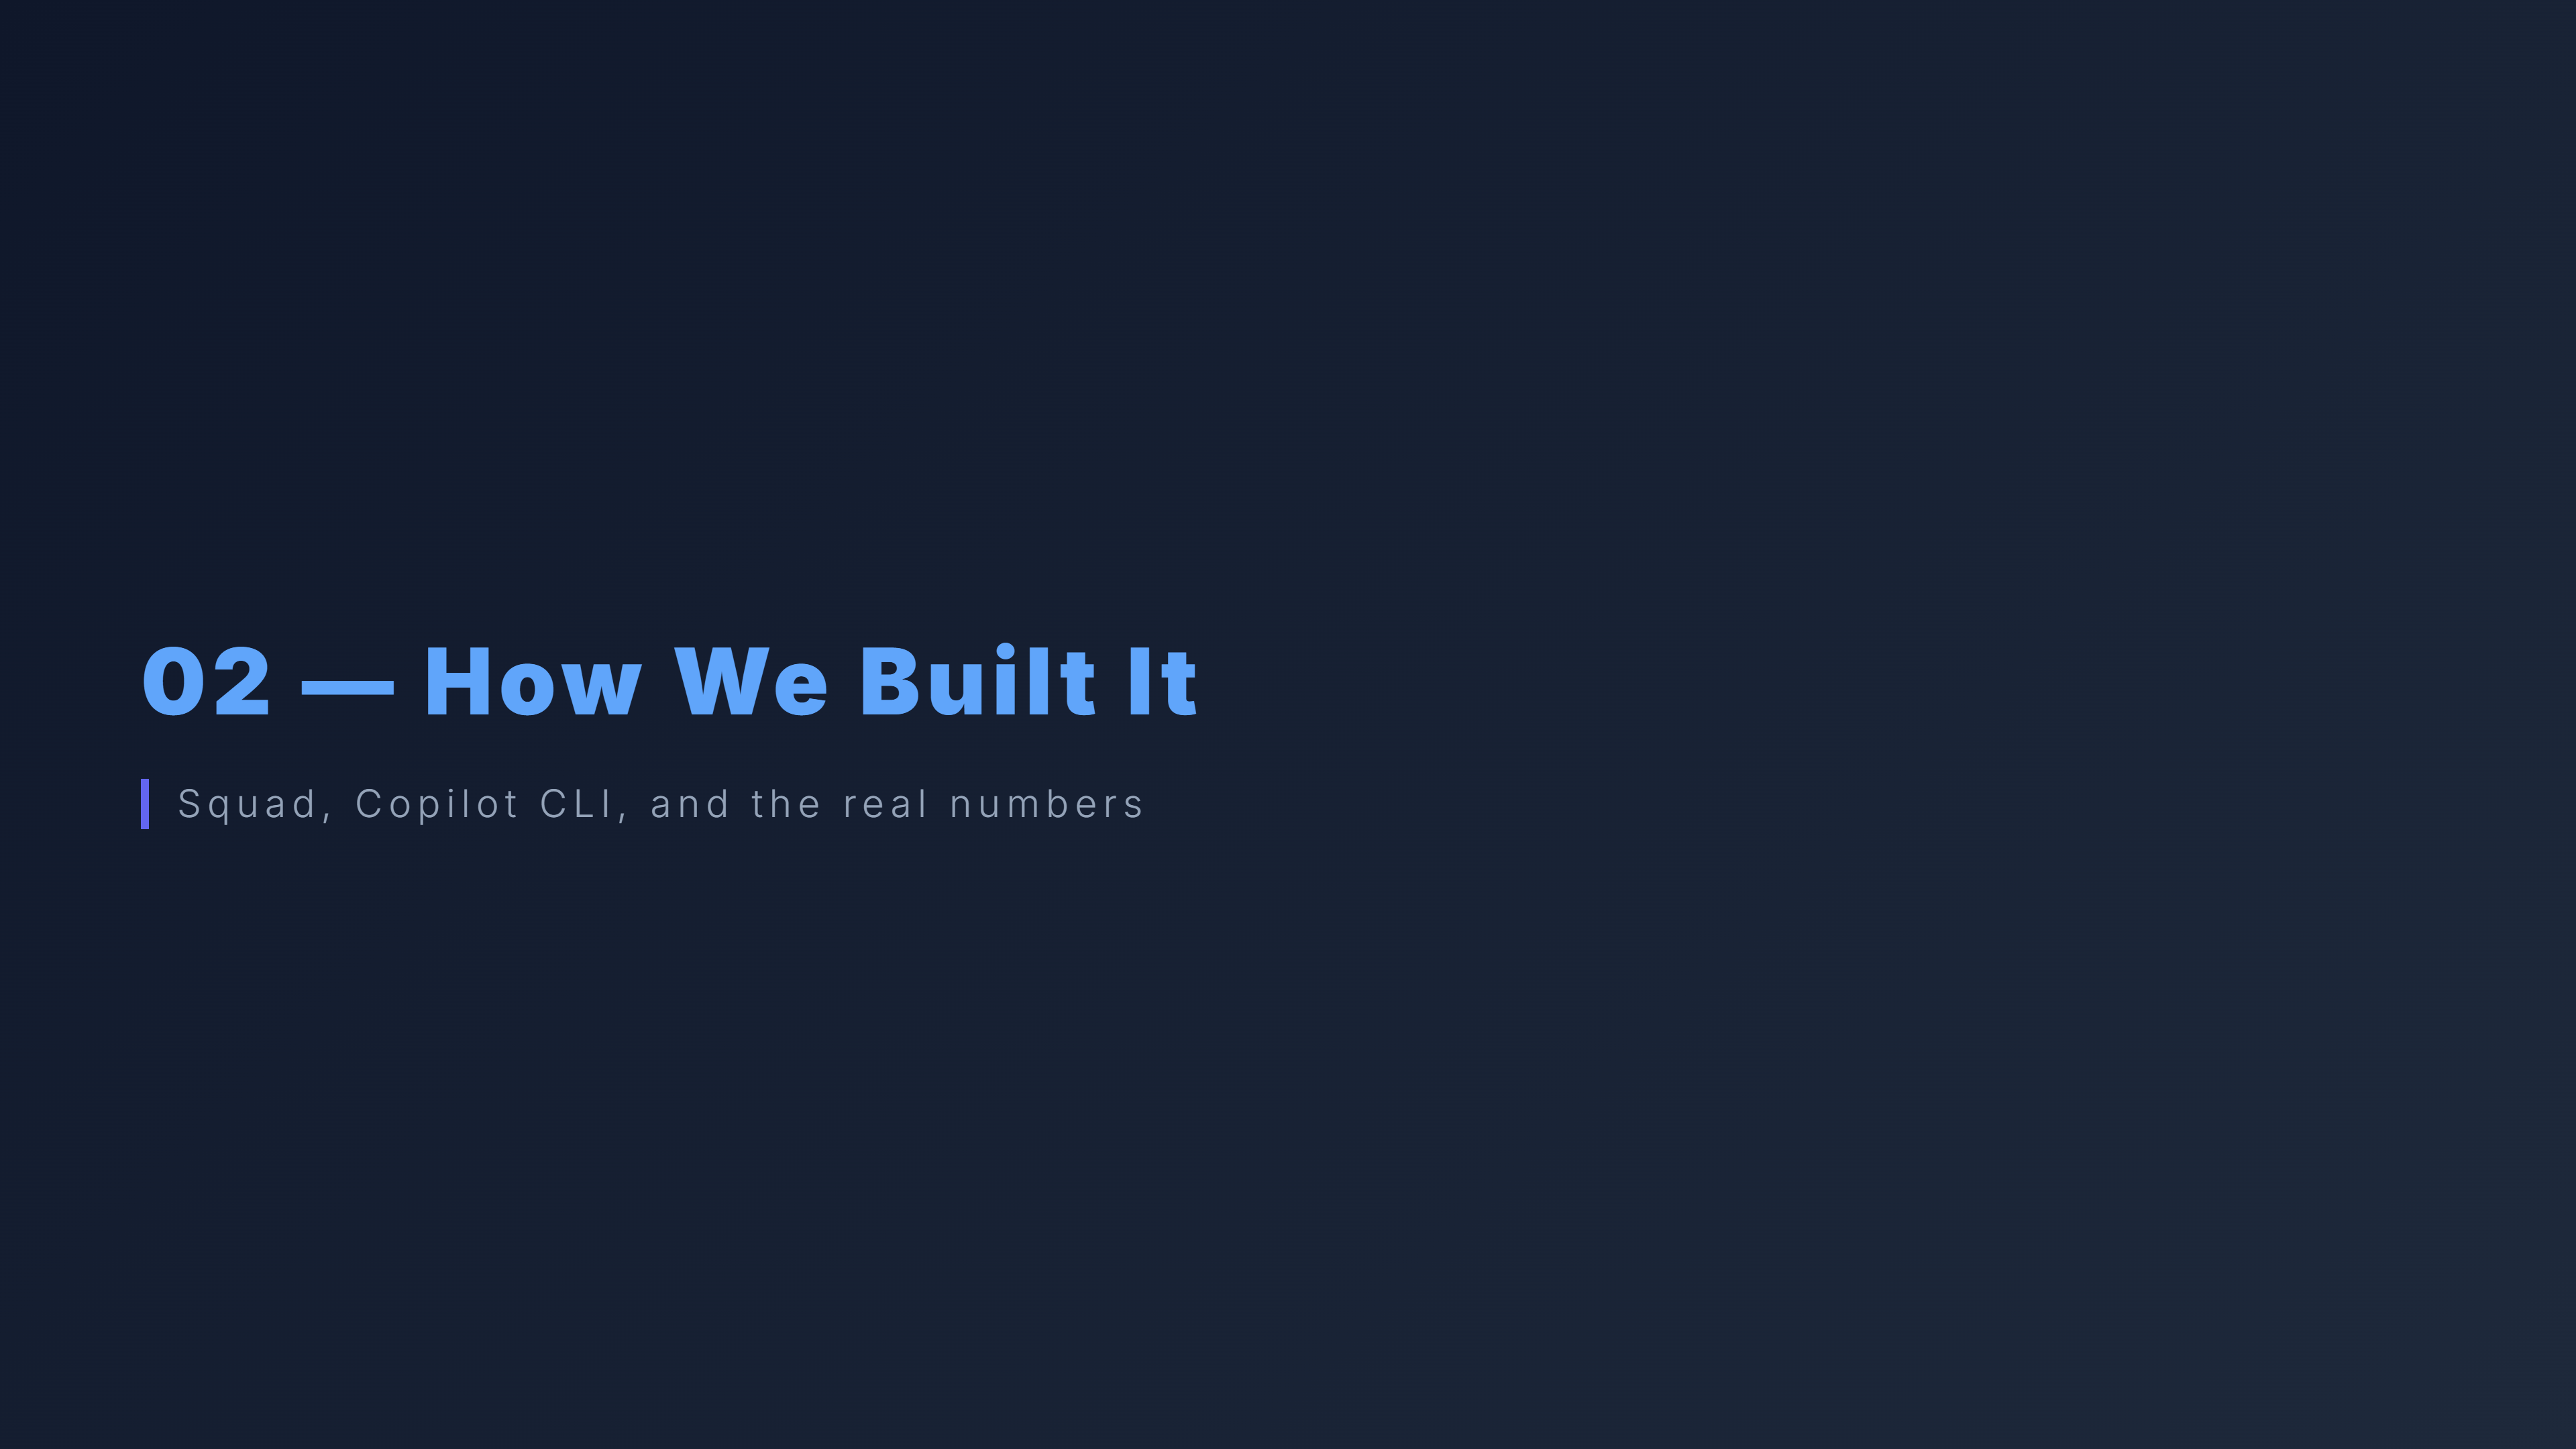 02 — How We Built It
Squad, Copilot CLI, and the real numbers